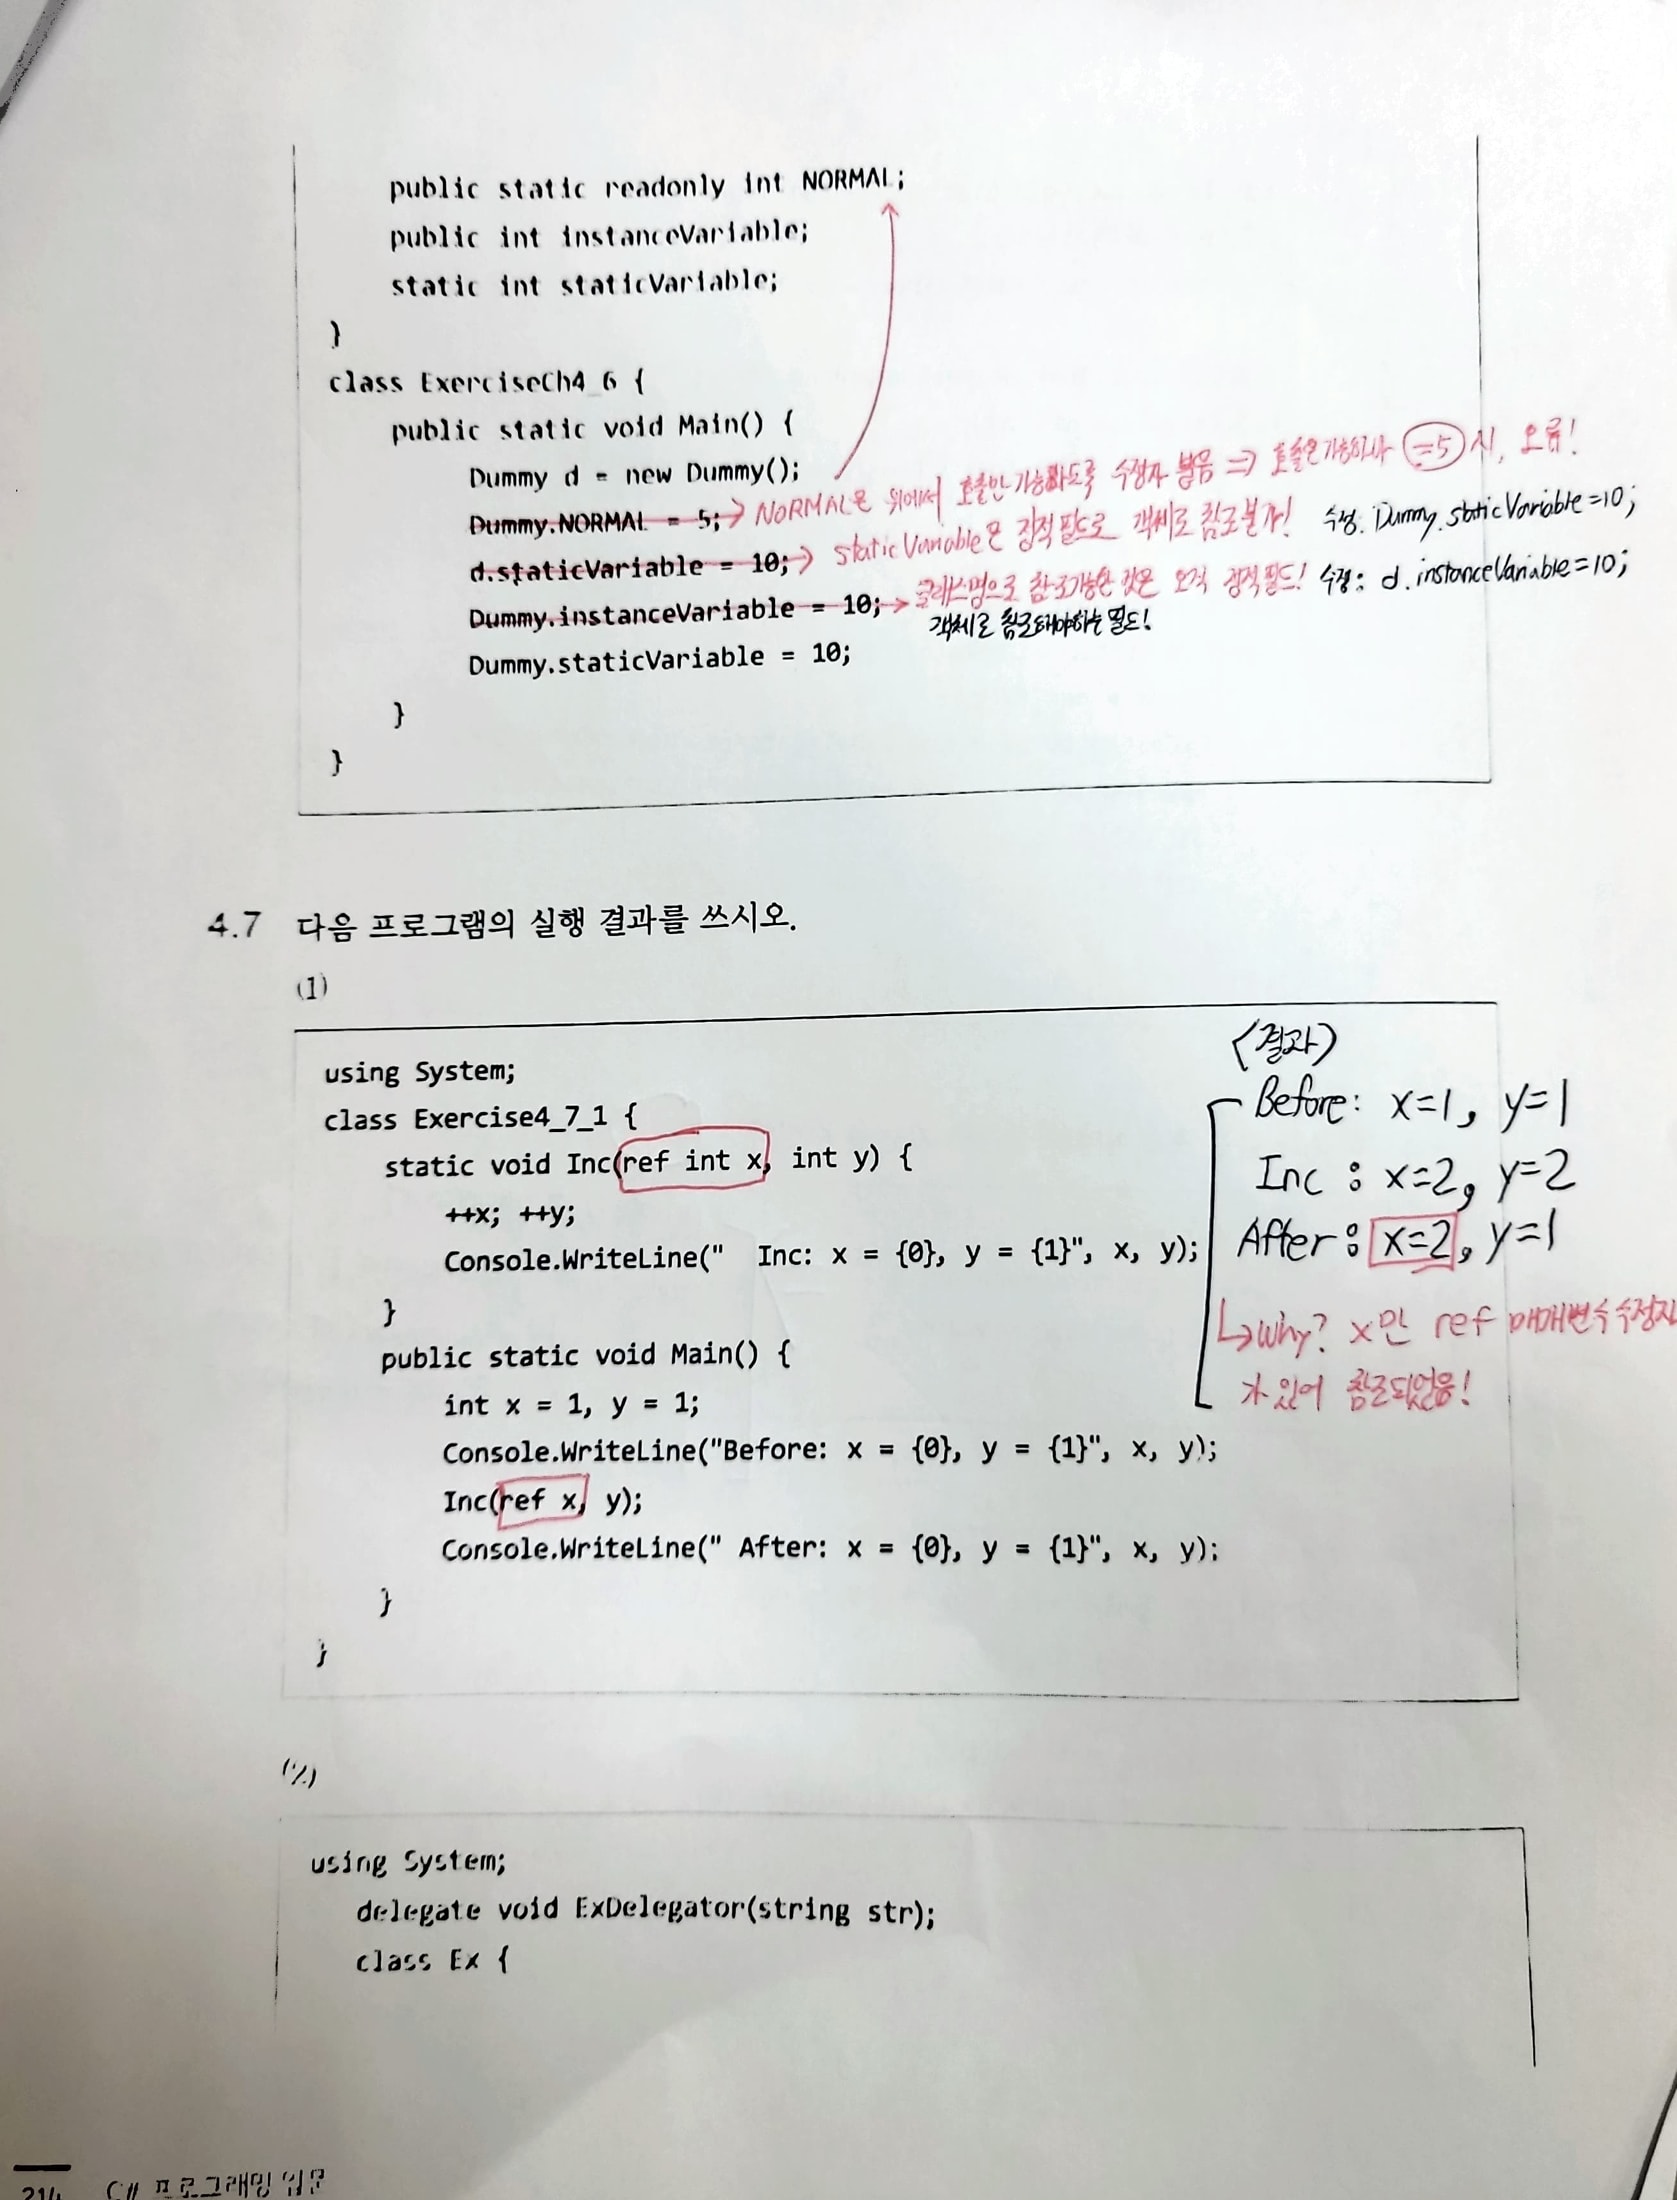 public static readonly int NORMAL;
public int instanceVariable;
static int staticVariable;
}
class ExerciseCh4_6 {
public static void Main() {
Dummy d = new Dummy();
Dummy.NORMAL = 5; → NORMAL은 위에서 호출만 가능하도록 수정자 붙음 ⇒ 호출은 가능하나 =5 시, 오류!
d.staticVariable = 10; → static Variable은 정적필드로 객체로 참조불가! 수정: Dummy.staticVariable=10;
Dummy.instanceVariable = 10; → 클래스명으로 참조가능한 것은 오직 정적필드! 수정: d.instanceVariable=10;
객체로 참조해야하는 필드!
Dummy.staticVariable = 10;
}
}
4.7 다음 프로그램의 실행 결과를 쓰시오.
(1)
using System;
class Exercise4_7_1 {
static void Inc(ref int x, int y) {
++x; ++y;
Console.WriteLine("  Inc: x = {0}, y = {1}", x, y);
}
public static void Main() {
int x = 1, y = 1;
Console.WriteLine("Before: x = {0}, y = {1}", x, y);
Inc(ref x, y);
Console.WriteLine(" After: x = {0}, y = {1}", x, y);
}
}
〈결과〉
Before: x=1, y=1
Inc : x=2, y=2
After : x=2, y=1
↳why? x만 ref 매개변수 수정자
가 있어 참조되었음!
(2)
using System;
delegate void ExDelegator(string str);
class Ex {
214 C# 프로그래밍 입문